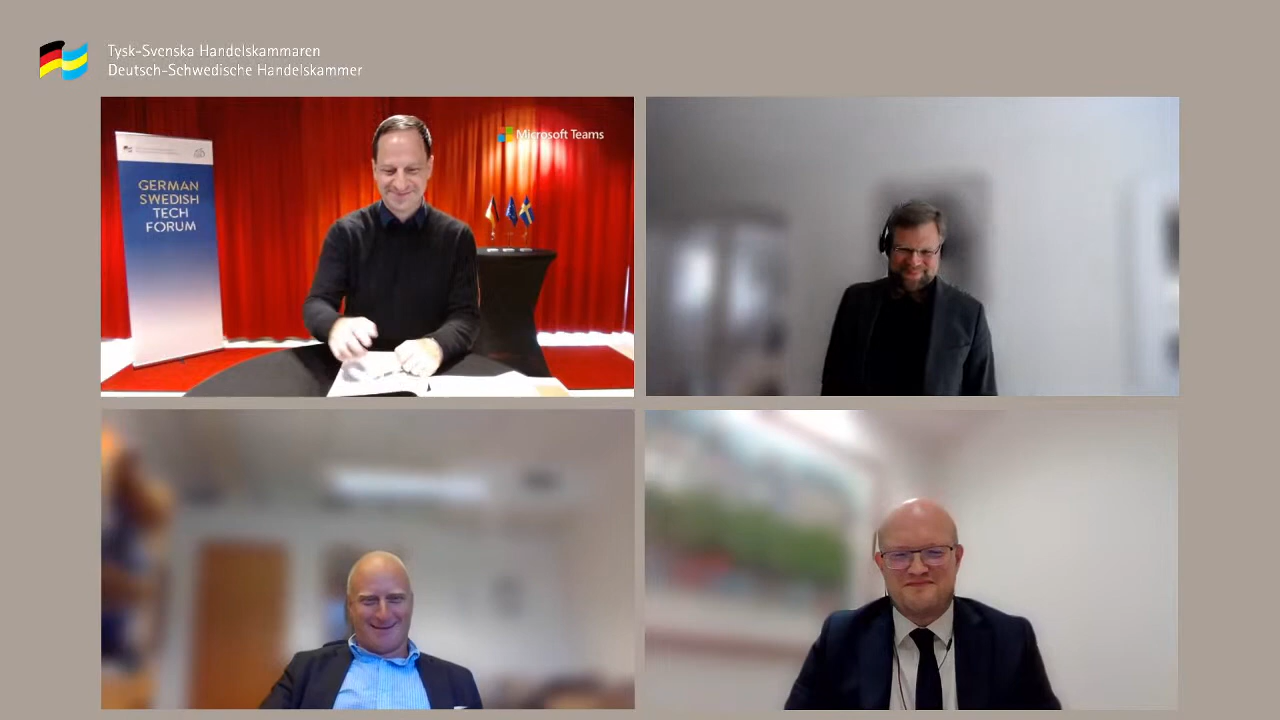 Tysk-Svenska Handelskammaren
Deutsch-Schwedische Handelskammer
Microsoft Teams
GERMAN
SWEDISH
TECH
FORUM